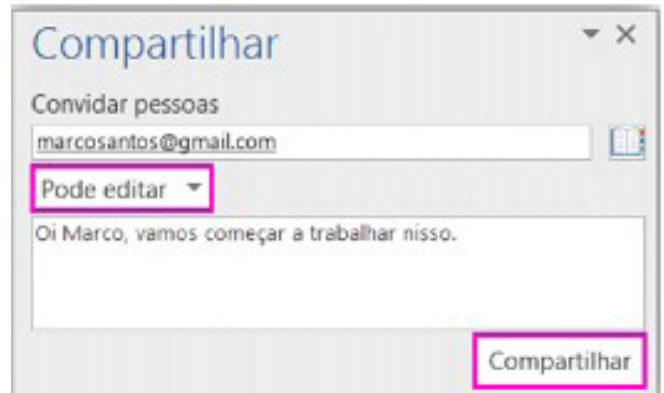 Compartilhar
Convidar pessoas
marcosantos@gmail.com
Pode editar
Oi Marco, vamos começar a trabalhar nisso.
Compartilhar